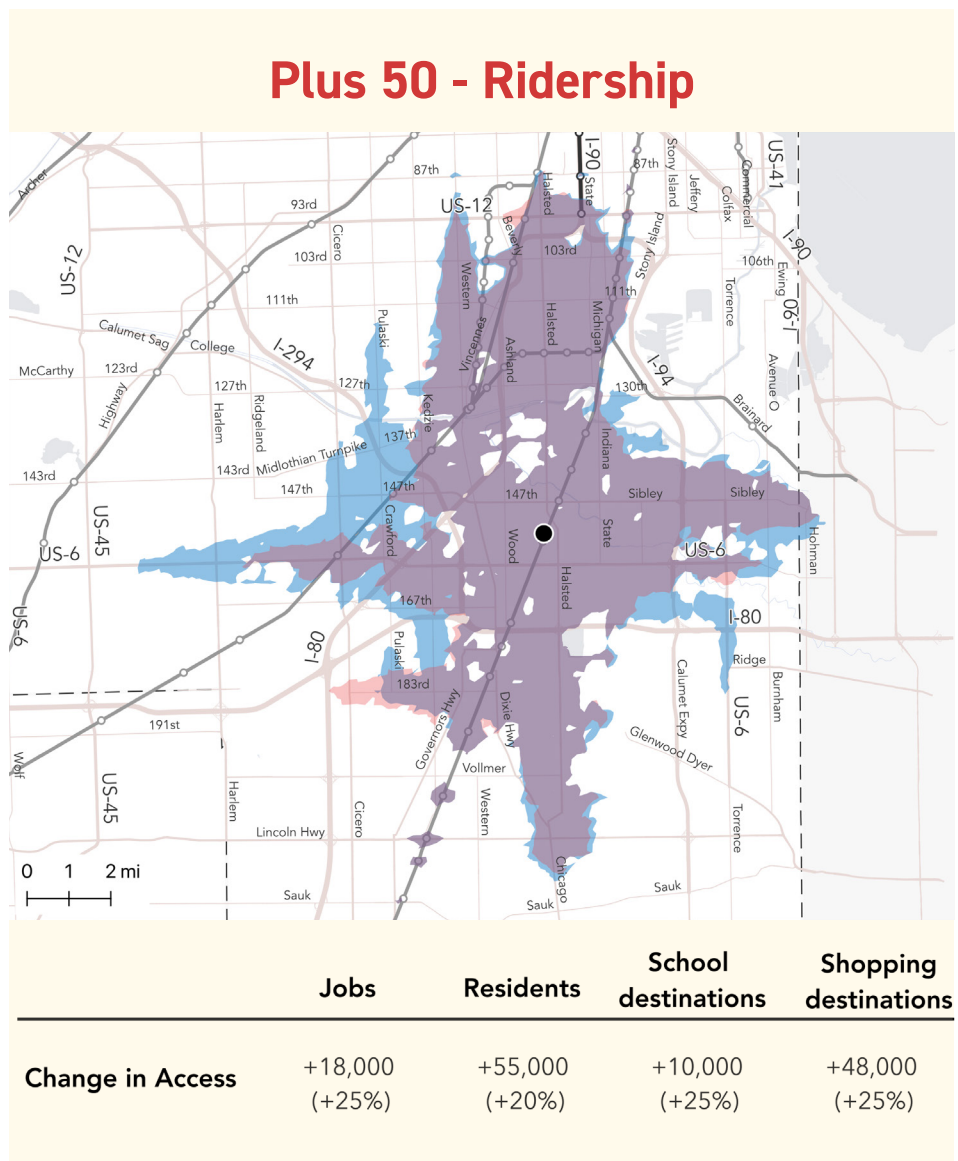 Plus 50 - Ridership
87th
I-90
State
87th
Stony Island
US-41
Commercial
Archer
US-12
93rd
Halsted
Jeffery
Colfax
Cicero
103rd
Beverly
103rd
Stony Island
I-90
106th
Ewing
US-12
Western
111th
111th
Torrence
I-90
Calumet Sag
College
Pulaski
Vincennes
Halsted
Michigan
I-294
Ashland
I-94
McCarthy
123rd
127th
127th
130th
Avenue O
Highway
Harlem
Ridgeland
Kedzie
Brainard
137th
Midlothian Turnpike
Indiana
143rd
143rd
147th
147th
147th
Sibley
Sibley
US-45
Crawford
Wood
State
Hohman
US-6
US-6
Halsted
167th
US-6
I-80
I-80
Pulaski
Ridge
183rd
Calumet Expy
Burnham
191st
Governors Hwy
Dixie Hwy
US-6
Glenwood Dyer
Wolf
Vollmer
US-45
Harlem
Cicero
Western
Torrence
Lincoln Hwy
0 1 2 mi
Chicago
Sauk
Sauk
Sauk
Jobs
Residents
School
destinations
Shopping
destinations
Change in Access
+18,000
(+25%)
+55,000
(+20%)
+10,000
(+25%)
+48,000
(+25%)